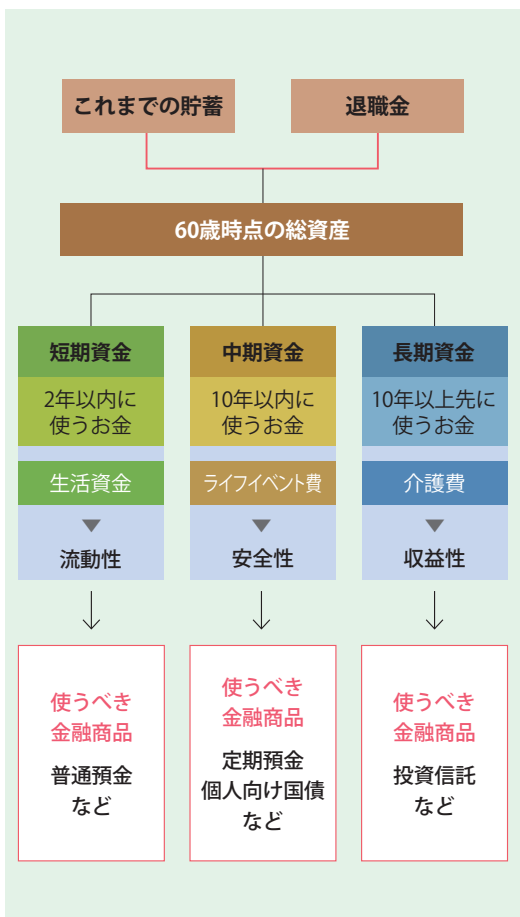 これまでの貯蓄
退職金
60歳時点の総資産
短期資金
2年以内に
使うお金
生活資金
▼
流動性
使うべき
金融商品
普通預金
など
中期資金
10年以内に
使うお金
ライフイベント費
▼
安全性
使うべき
金融商品
定期預金
個人向け国債
など
長期資金
10年以上先に
使うお金
介護費
▼
収益性
使うべき
金融商品
投資信託
など